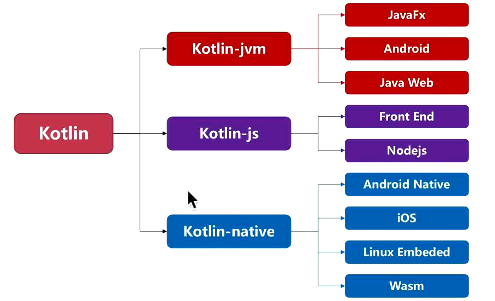 Kotlin
Kotlin-jvm
JavaFx
Android
Java Web
Kotlin-js
Front End
Nodejs
Kotlin-native
Android Native
iOS
Linux Embeded
Wasm